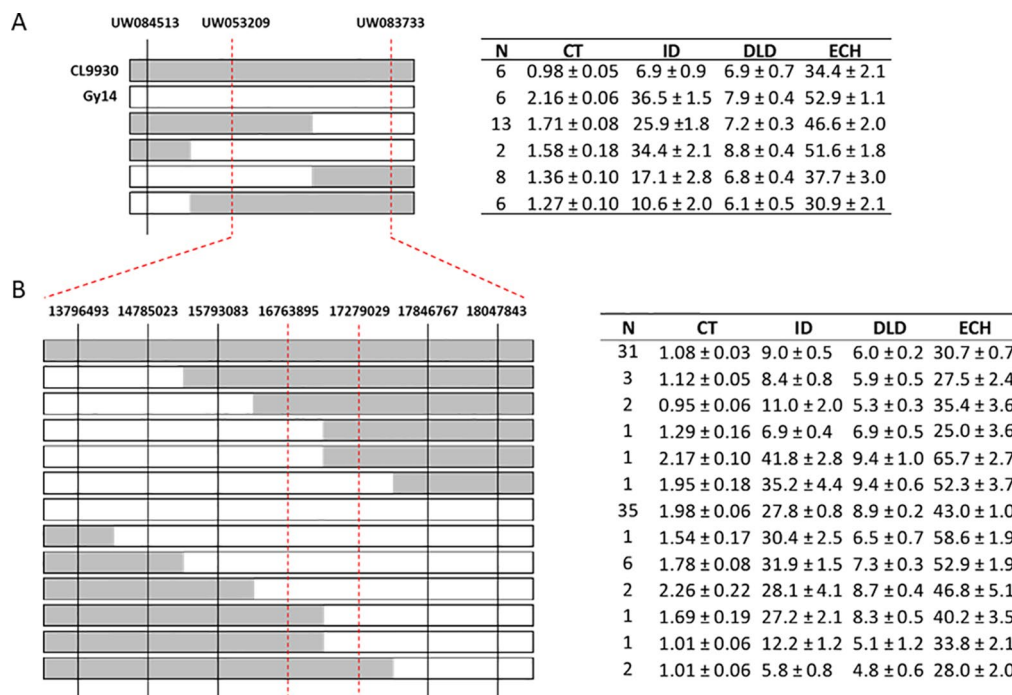 A
UW084513 UW053209 UW083733
CL9930
Gy14
N CT ID DLD ECH
6 0.98 ± 0.05 6.9 ± 0.9 6.9 ± 0.7 34.4 ± 2.1
6 2.16 ± 0.06 36.5 ± 1.5 7.9 ± 0.4 52.9 ± 1.1
13 1.71 ± 0.08 25.9 ±1.8 7.2 ± 0.3 46.6 ± 2.0
2 1.58 ± 0.18 34.4 ± 2.1 8.8 ± 0.4 51.6 ± 1.8
8 1.36 ± 0.10 17.1 ± 2.8 6.8 ± 0.4 37.7 ± 3.0
6 1.27 ± 0.10 10.6 ± 2.0 6.1 ± 0.5 30.9 ± 2.1
B
13796493 14785023 15793083 16763895 17279029 17846767 18047843
N CT ID DLD ECH
31 1.08 ± 0.03 9.0 ± 0.5 6.0 ± 0.2 30.7 ± 0.7
3 1.12 ± 0.05 8.4 ± 0.8 5.9 ± 0.5 27.5 ± 2.4
2 0.95 ± 0.06 11.0 ± 2.0 5.3 ± 0.3 35.4 ± 3.6
1 1.29 ± 0.16 6.9 ± 0.4 6.9 ± 0.5 25.0 ± 3.6
1 2.17 ± 0.10 41.8 ± 2.8 9.4 ± 1.0 65.7 ± 2.7
1 1.95 ± 0.18 35.2 ± 4.4 9.4 ± 0.6 52.3 ± 3.7
35 1.98 ± 0.06 27.8 ± 0.8 8.9 ± 0.2 43.0 ± 1.0
1 1.54 ± 0.17 30.4 ± 2.5 6.5 ± 0.7 58.6 ± 1.9
6 1.78 ± 0.08 31.9 ± 1.5 7.3 ± 0.3 52.9 ± 1.9
2 2.26 ± 0.22 28.1 ± 4.1 8.7 ± 0.4 46.8 ± 5.1
1 1.69 ± 0.19 27.2 ± 2.1 8.3 ± 0.5 40.2 ± 3.5
1 1.01 ± 0.06 12.2 ± 1.2 5.1 ± 1.2 33.8 ± 2.1
2 1.01 ± 0.06 5.8 ± 0.8 4.8 ± 0.6 28.0 ± 2.0